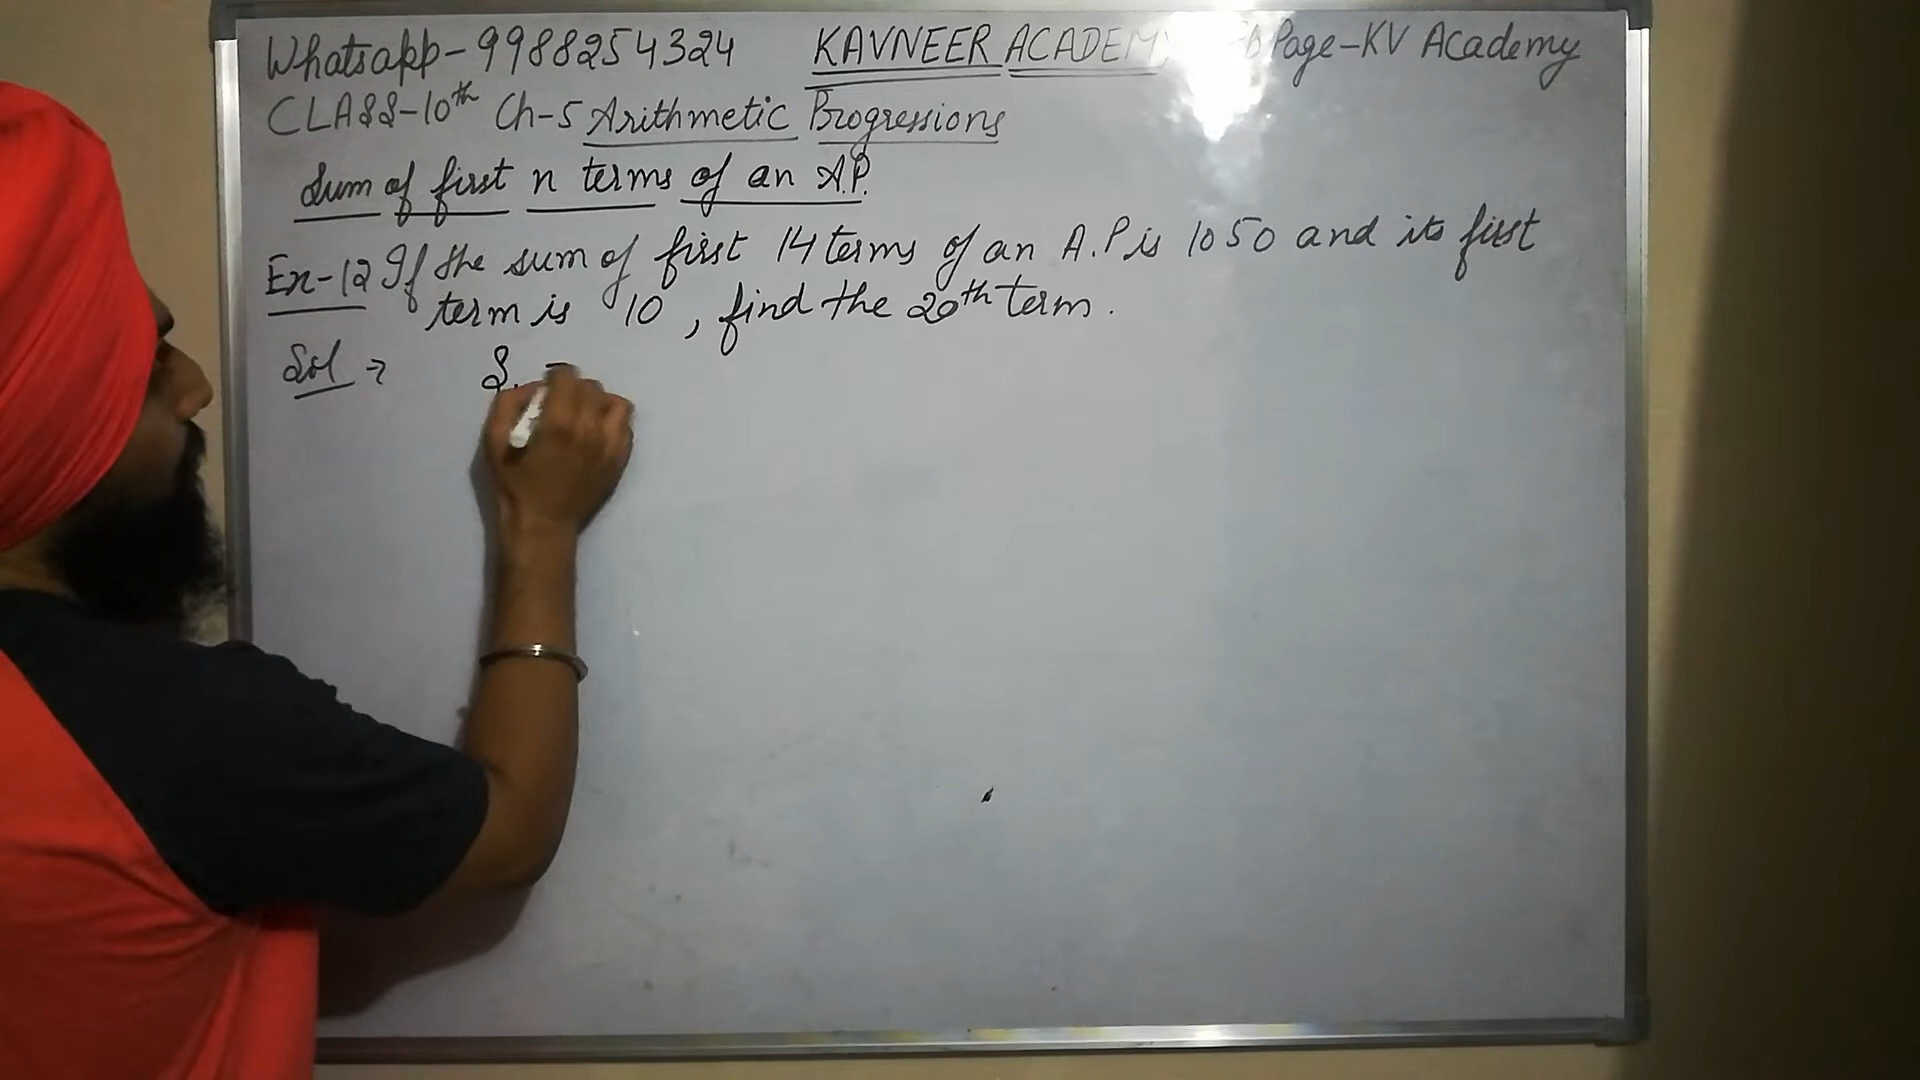 Whatsapp-9988254324 KAVNEER ACADEMY Page-KV Academy
CLASS-10th Ch-5 Arithmetic Progressions
Sum of first n terms of an A.P.
Ex-12 If the sum of first 14 terms of an A.P is 1050 and its first
term is 10, find the 20th term.
Sol → S =